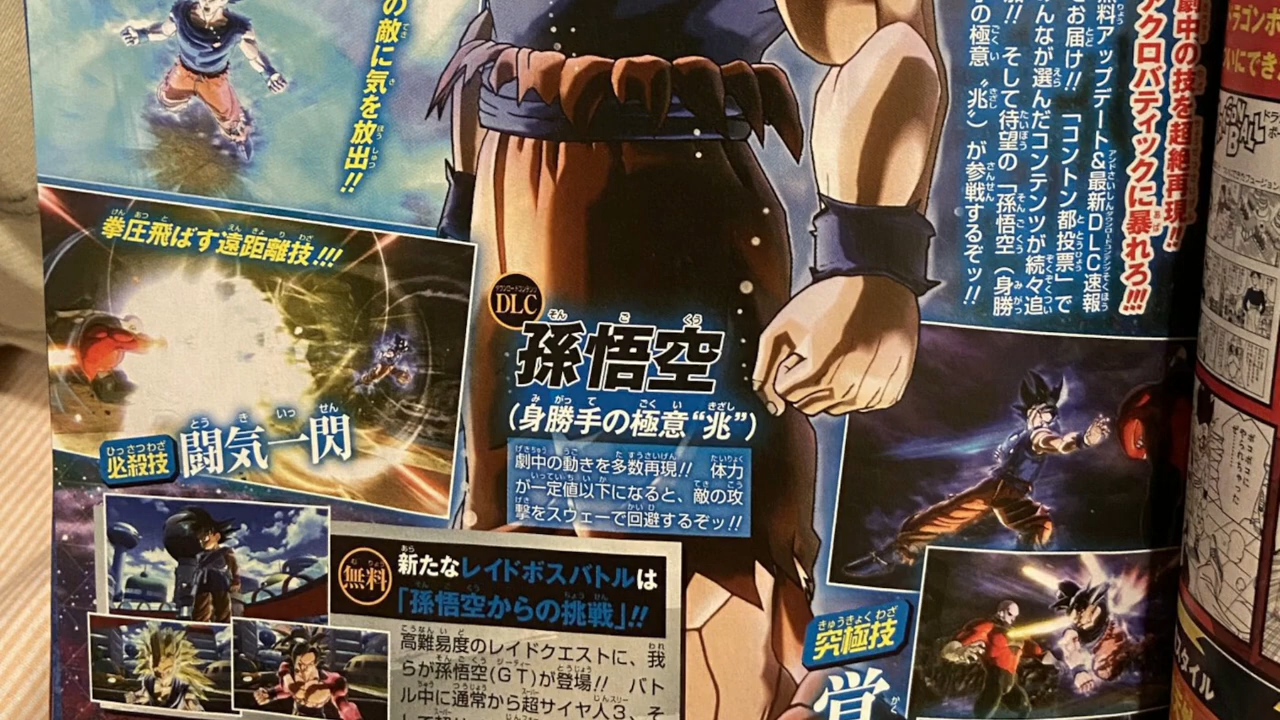 劇中の技を超絶再現!!
アクロバティックに暴れろ!!!
無料アップデート&最新DLC速報
をお届け!! 「コントン都投票」で
みんなが選んだコンテンツが続々追
加!! そして待望の「孫悟空(身勝
手の極意“兆”)が参戦するぞッ!!
の敵に気を放出!!
拳圧飛ばす遠距離技!!!
必殺技
闘気一閃
DLC
孫悟空
(身勝手の極意“兆”)
劇中の動きを多数再現!! 体力
が一定値以下になると、敵の攻
撃をスウェーで回避するぞッ!!
無料
新たなレイドボスバトルは
「孫悟空からの挑戦」!!
高難易度のレイドクエストに、我
らが孫悟空(GT)が登場!! バト
ル中に通常から超サイヤ人3、そ
究極技
覚